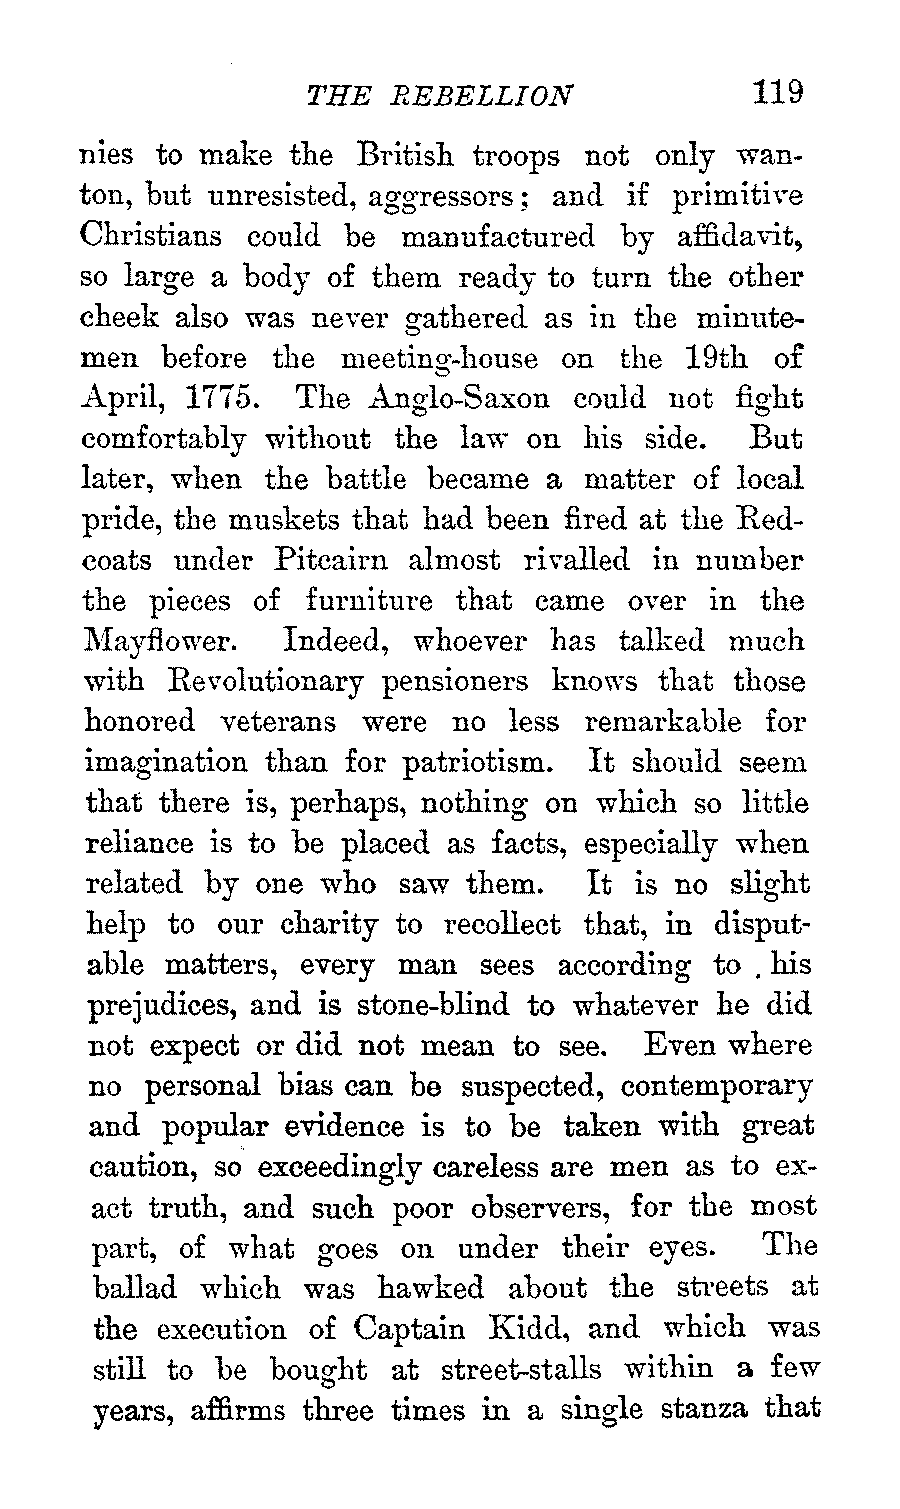 THE REBELLION 119
nies to make the British troops not only wan-
ton, but unresisted, aggressors; and if primitive
Christians could be manufactured by affidavit,
so large a body of them ready to turn the other
cheek also was never gathered as in the minute-
men before the meeting-house on the 19th of
April, 1775. The Anglo-Saxon could not fight
comfortably without the law on his side. But
later, when the battle became a matter of local
pride, the muskets that had been fired at the Red-
coats under Pitcairn almost rivalled in number
the pieces of furniture that came over in the
Mayflower. Indeed, whoever has talked much
with Revolutionary pensioners knows that those
honored veterans were no less remarkable for
imagination than for patriotism. It should seem
that there is, perhaps, nothing on which so little
reliance is to be placed as facts, especially when
related by one who saw them. It is no slight
help to our charity to recollect that, in disput-
able matters, every man sees according to . his
prejudices, and is stone-blind to whatever he did
not expect or did not mean to see. Even where
no personal bias can be suspected, contemporary
and popular evidence is to be taken with great
caution, so exceedingly careless are men as to ex-
act truth, and such poor observers, for the most
part, of what goes on under their eyes. The
ballad which was hawked about the streets at
the execution of Captain Kidd, and which was
still to be bought at street-stalls within a few
years, affirms three times in a single stanza that